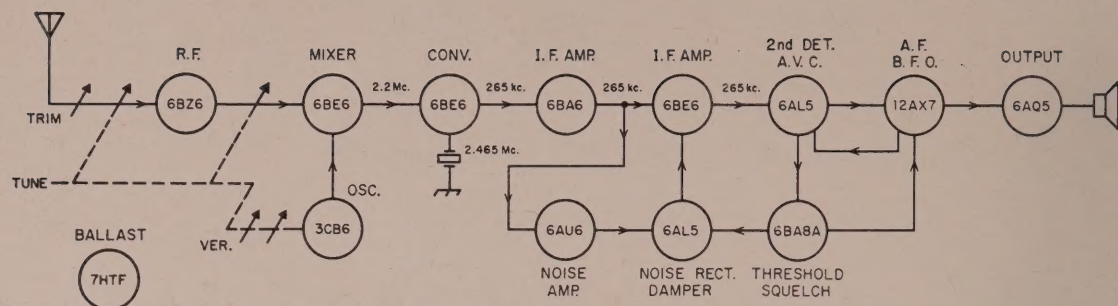 R.F.
MIXER
CONV.
I.F. AMP.
I.F. AMP.
2nd DET.
A.V.C.
A.F.
B.F.O.
OUTPUT
TRIM
6BZ6
6BE6
2.2 Mc.
6BE6
265 kc.
6BA6
265 kc.
6BE6
265 kc.
6AL5
12AX7
6AQ5
2.465 Mc.
TUNE
OSC.
VER.
3CB6
6AU6
6AL5
6BA8A
BALLAST
7HTF
NOISE
AMP.
NOISE RECT.
DAMPER
THRESHOLD
SQUELCH